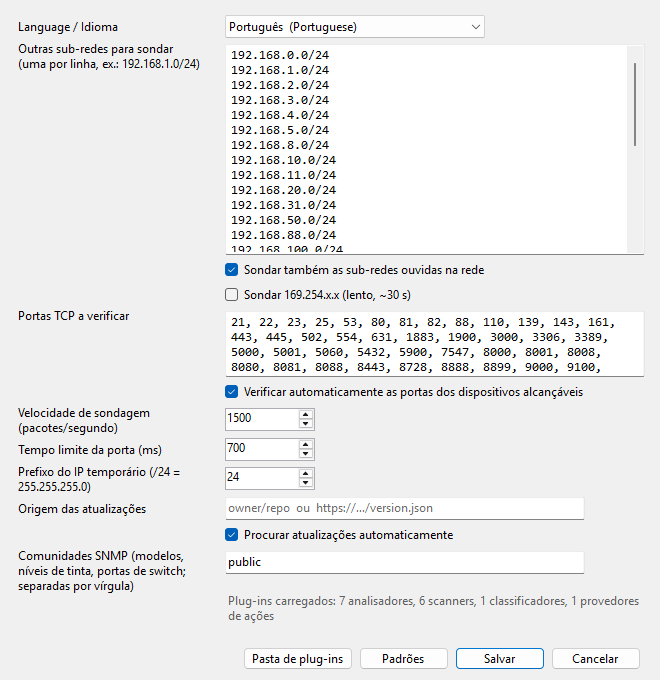 Language / Idioma
Português (Portuguese)
Outras sub-redes para sondar
(uma por linha, ex.: 192.168.1.0/24)
192.168.0.0/24
192.168.1.0/24
192.168.2.0/24
192.168.3.0/24
192.168.4.0/24
192.168.5.0/24
192.168.8.0/24
192.168.10.0/24
192.168.11.0/24
192.168.20.0/24
192.168.31.0/24
192.168.50.0/24
192.168.88.0/24
192.168.100.0/24
Sondar também as sub-redes ouvidas na rede
Sondar 169.254.x.x (lento, ~30 s)
Portas TCP a verificar
21, 22, 23, 25, 53, 80, 81, 82, 88, 110, 139, 143, 161,
443, 445, 502, 554, 631, 1883, 1900, 3000, 3306, 3389,
5000, 5001, 5060, 5432, 5900, 7547, 8000, 8001, 8008,
8080, 8081, 8088, 8443, 8728, 8888, 8899, 9000, 9100,
Verificar automaticamente as portas dos dispositivos alcançáveis
Velocidade de sondagem
(pacotes/segundo)
1500
Tempo limite da porta (ms)
700
Prefixo do IP temporário (/24 =
255.255.255.0)
24
Origem das atualizações
owner/repo ou https://.../version.json
Procurar atualizações automaticamente
Comunidades SNMP (modelos,
níveis de tinta, portas de switch;
separadas por vírgula)
public
Plug-ins carregados: 7 analisadores, 6 scanners, 1 classificadores, 1 provedores
de ações
Pasta de plug-ins
Padrões
Salvar
Cancelar